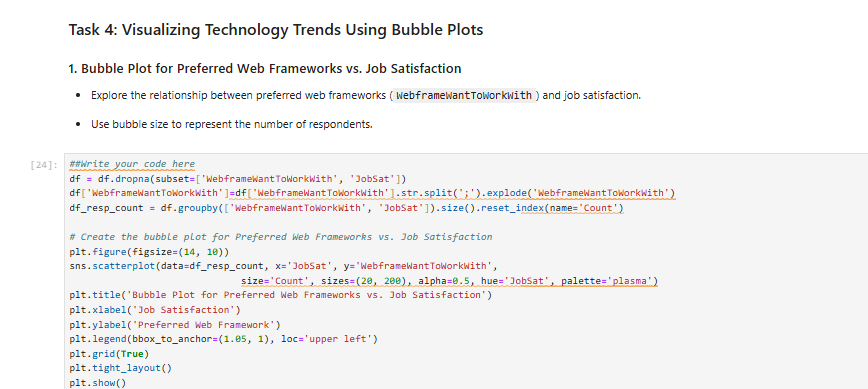 Task 4: Visualizing Technology Trends Using Bubble Plots
1. Bubble Plot for Preferred Web Frameworks vs. Job Satisfaction
• Explore the relationship between preferred web frameworks ( WebframeWantToWorkWith ) and job satisfaction.
• Use bubble size to represent the number of respondents.
[24]: ##Write your code here
df = df.dropna(subset=['WebframeWantToWorkWith', 'JobSat'])
df['WebframeWantToWorkWith']=df['WebframeWantToWorkWith'].str.split(';').explode('WebframeWantToWorkWith')
df_resp_count = df.groupby(['WebframeWantToWorkWith', 'JobSat']).size().reset_index(name='Count')
# Create the bubble plot for Preferred Web Frameworks vs. Job Satisfaction
plt.figure(figsize=(14, 10))
sns.scatterplot(data=df_resp_count, x='JobSat', y='WebframeWantToWorkWith',
size='Count', sizes=(20, 200), alpha=0.5, hue='JobSat', palette='plasma')
plt.title('Bubble Plot for Preferred Web Frameworks vs. Job Satisfaction')
plt.xlabel('Job Satisfaction')
plt.ylabel('Preferred Web Framework')
plt.legend(bbox_to_anchor=(1.05, 1), loc='upper left')
plt.grid(True)
plt.tight_layout()
plt.show()